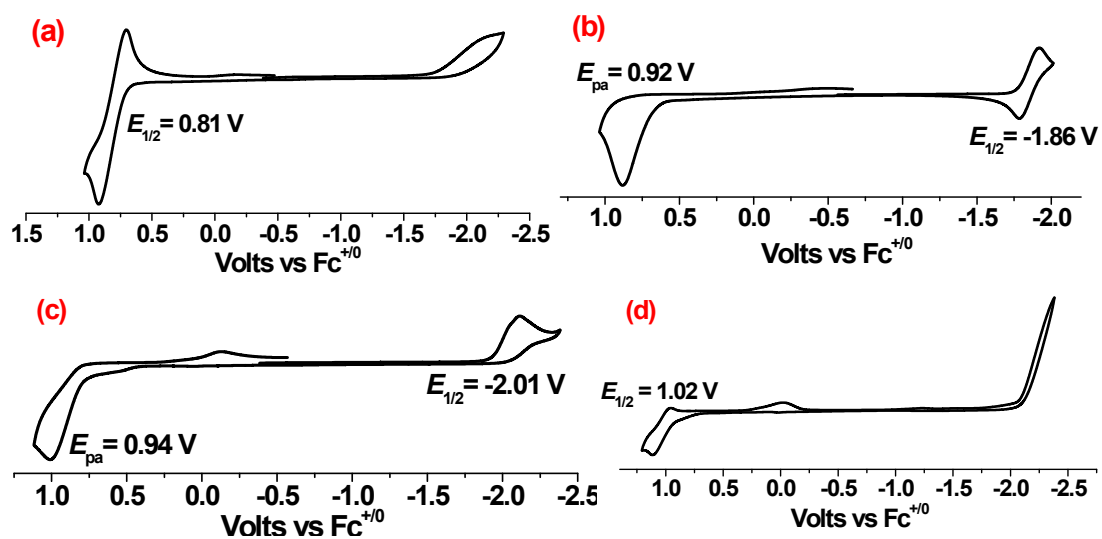 (a)
E1/2= 0.81 V
1.5 1.0 0.5 0.0 -0.5 -1.0 -1.5 -2.0 -2.5
Volts vs Fc+/0
(b)
Epa= 0.92 V
E1/2= -1.86 V
1.0 0.5 0.0 -0.5 -1.0 -1.5 -2.0
Volts vs Fc+/0
(c)
E1/2= -2.01 V
Epa= 0.94 V
1.0 0.5 0.0 -0.5 -1.0 -1.5 -2.0 -2.5
Volts vs Fc+/0
(d)
E1/2 = 1.02 V
1.0 0.5 0.0 -0.5 -1.0 -1.5 -2.0 -2.5
Volts vs Fc+/0